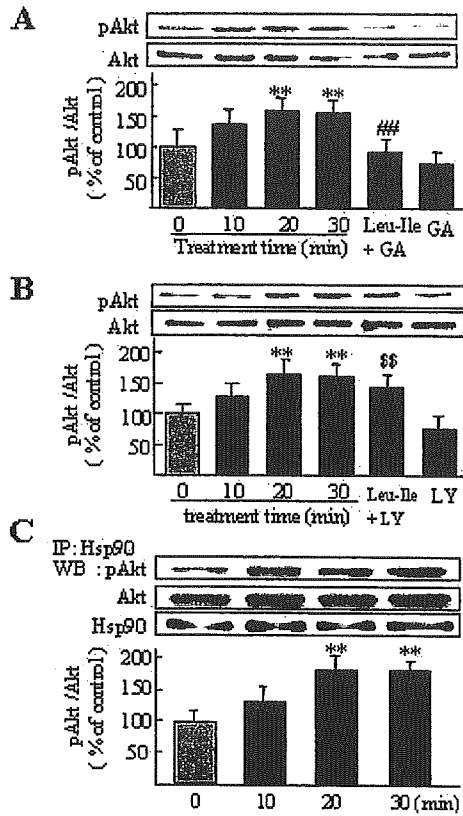 A
pAkt
Akt
pAkt /Akt
( % of control)
200
150
100
50
** **
##
0 10 20 30 Leu-Ile GA
+ GA
Treatment time (min)
B
pAkt
Akt
pAkt/Akt
( % of control)
200
150
100
50
** **
$$
0 10 20 30 Leu-Ile LY
+LY
treatment time (min)
C
IP:Hsp90
WB :pAkt
Akt
Hsp90
pAkt /Akt
( % of control)
200
150
100
50
** **
0 10 20 30 (min)